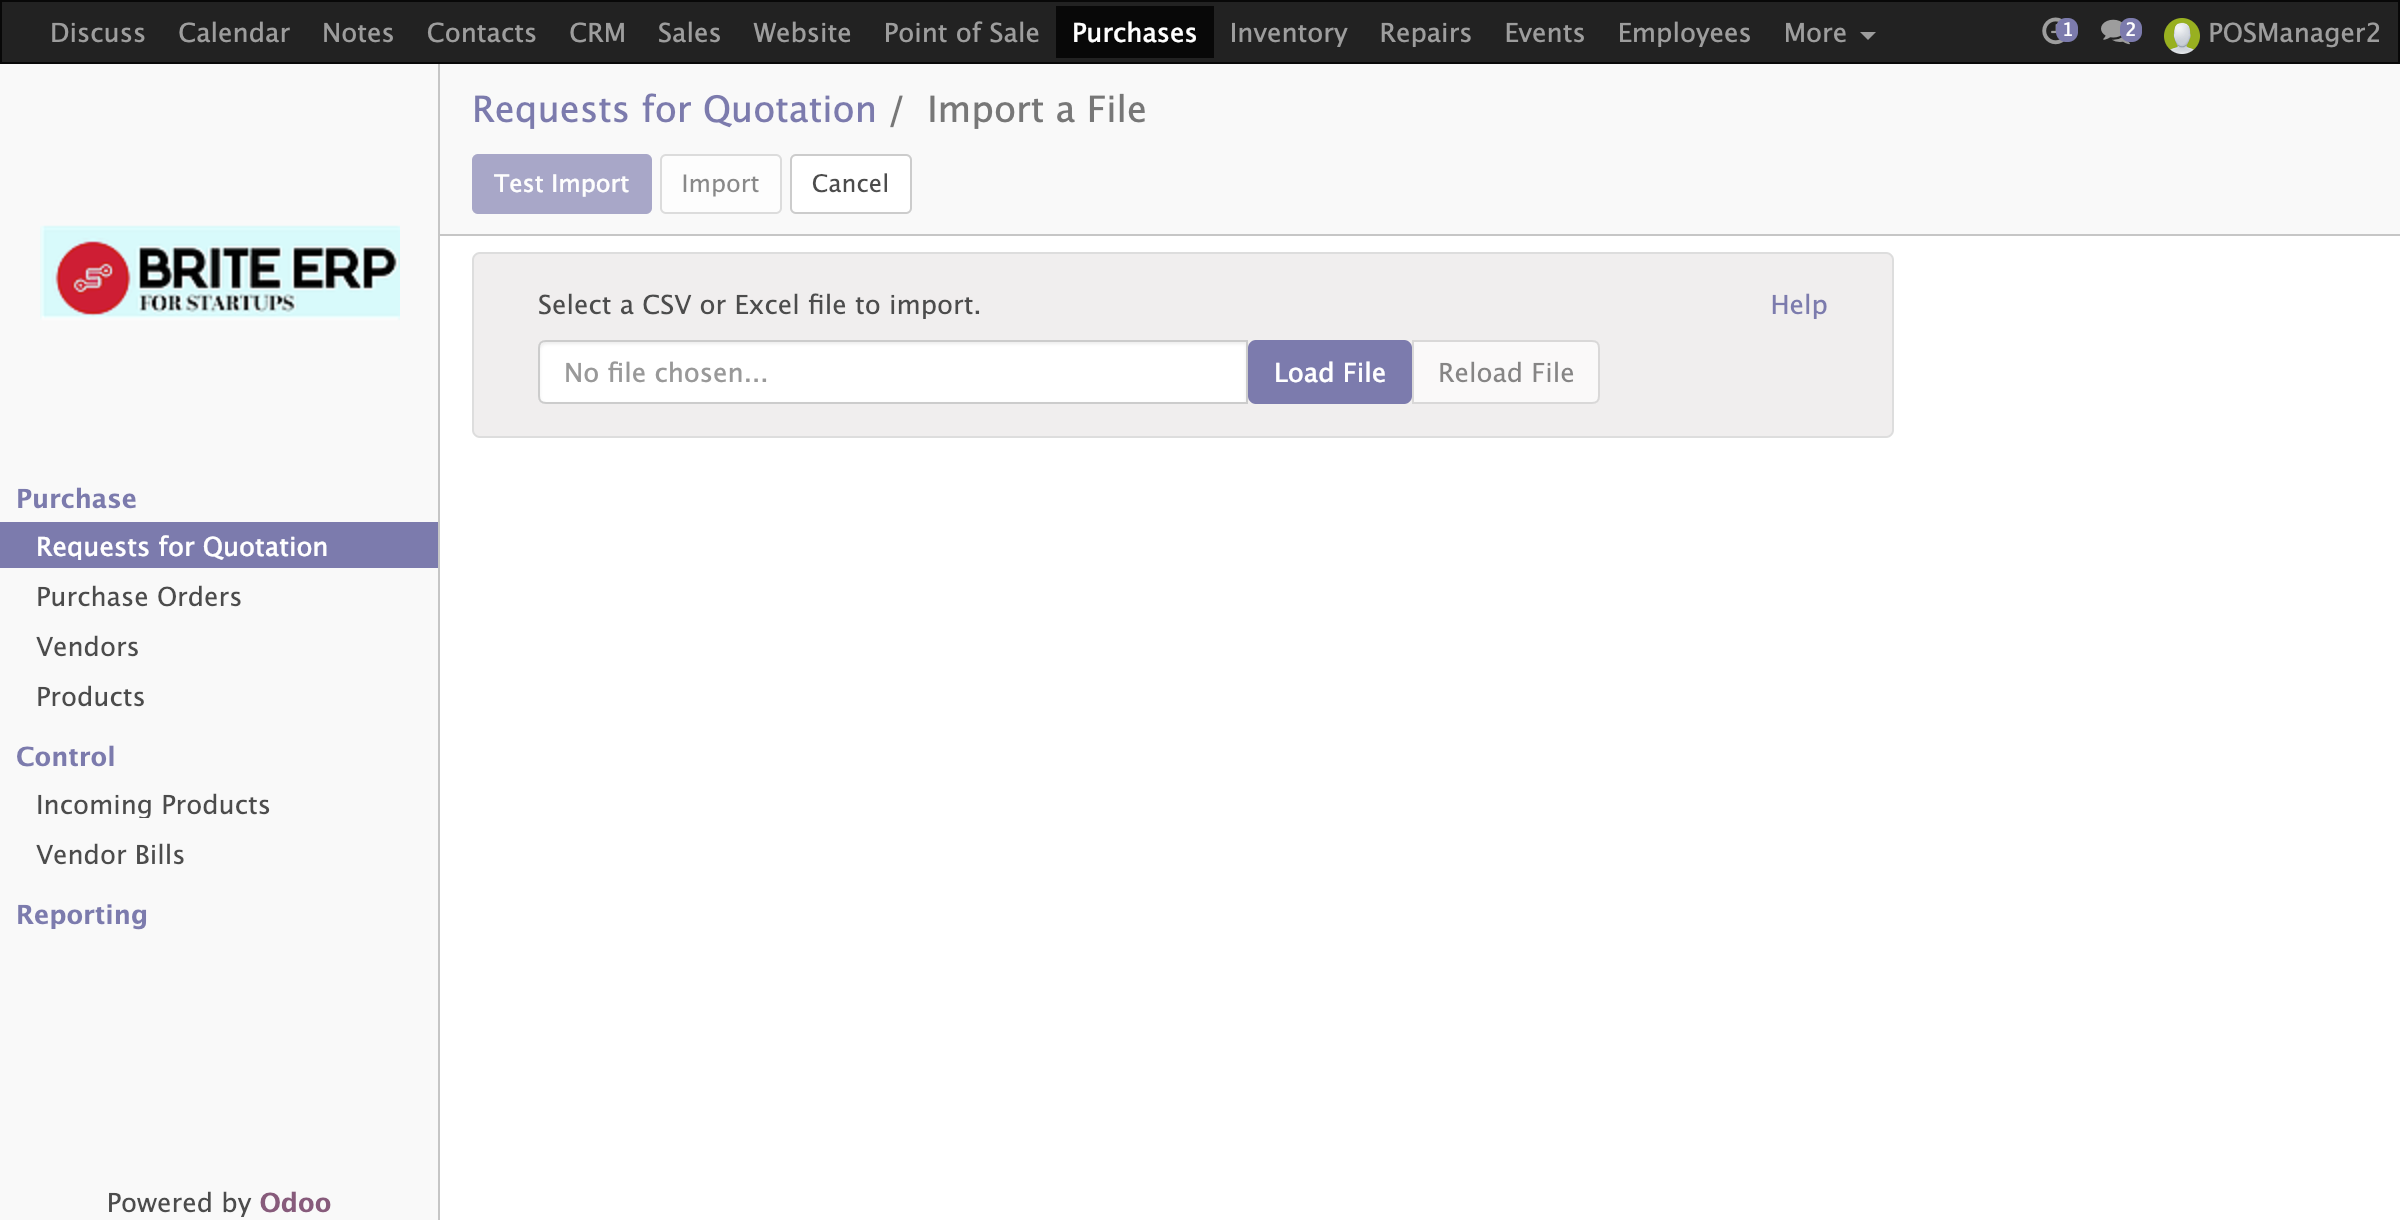 Discuss Calendar Notes Contacts CRM Sales Website Point of Sale Purchases Inventory Repairs Events Employees More 1 2 POSManager2
Requests for Quotation / Import a File
Test Import Import Cancel
BRITE ERP
FOR STARTUPS
Select a CSV or Excel file to import. Help
No file chosen... Load File Reload File
Purchase
Requests for Quotation
Purchase Orders
Vendors
Products
Control
Incoming Products
Vendor Bills
Reporting
Powered by Odoo